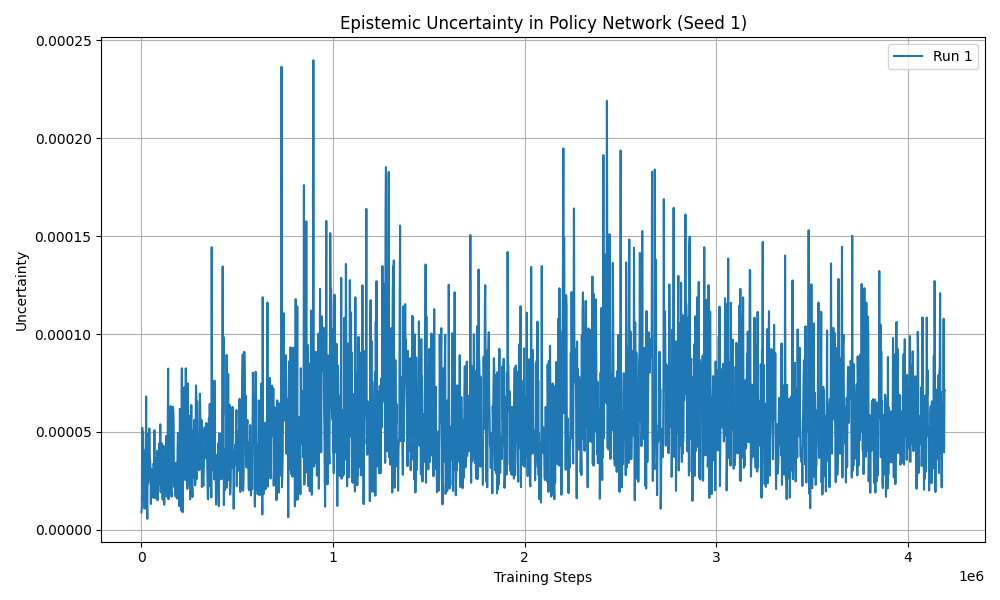 Epistemic Uncertainty in Policy Network (Seed 1)
Run 1
Uncertainty
0.00025
0.00020
0.00015
0.00010
0.00005
0.00000
0 1 2 3 4
1e6
Training Steps